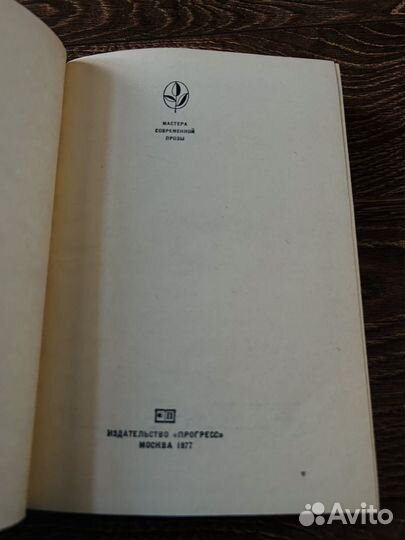 МАСТЕРА
СОВРЕМЕННОЙ
ПРОЗЫ
ИЗДАТЕЛЬСТВО «ПРОГРЕСС»
МОСКВА 1977
Avito